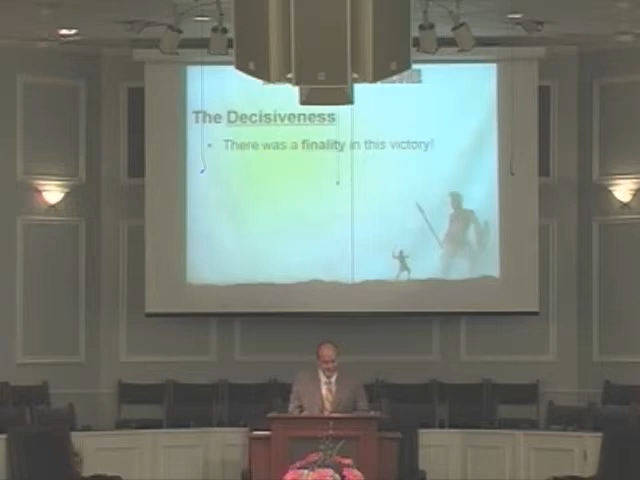 The Decisiveness
• There was a finality in this victory!